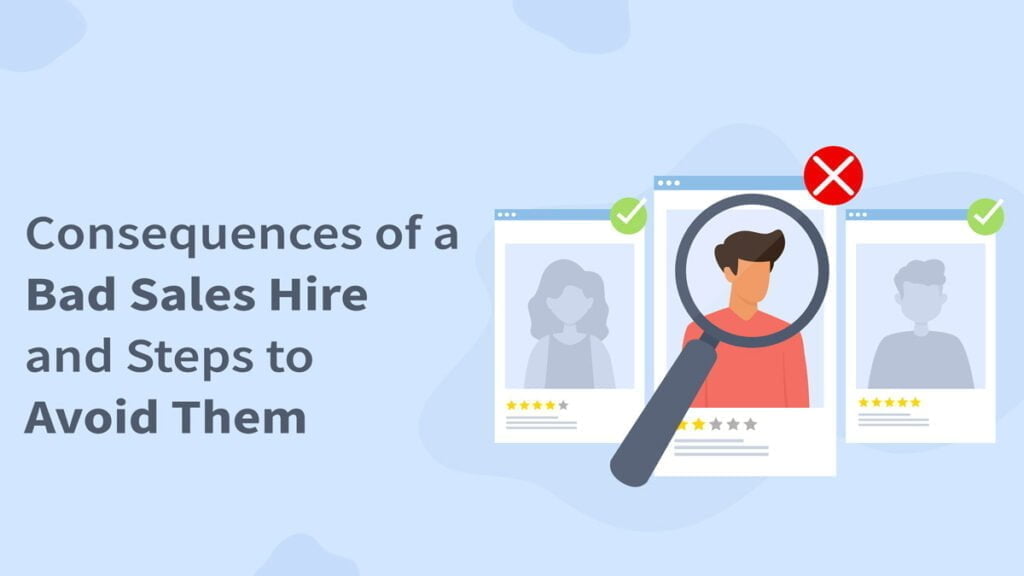 Consequences of a
Bad Sales Hire
and Steps to
Avoid Them